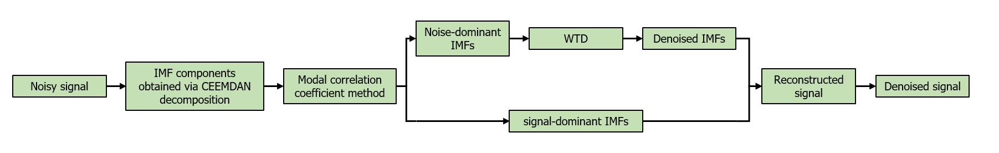 Noisy signal
IMF components
obtained via CEEMDAN
decomposition
Modal correlation
coefficient method
Noise-dominant
IMFs
WTD
Denoised IMFs
signal-dominant IMFs
Reconstructed
signal
Denoised signal